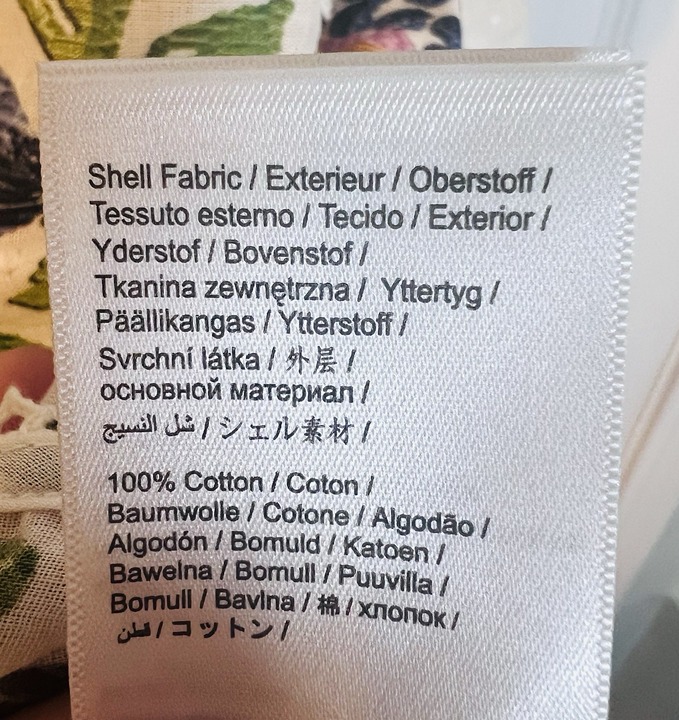 Shell Fabric / Exterieur / Oberstoff /
Tessuto esterno / Tecido / Exterior /
Yderstof / Bovenstof /
Tkanina zewnętrzna / Yttertyg /
Päällikangas / Ytterstoff /
Svrchní látka / 外层 /
основной материал /
شل النسيج / シェル素材 /
100% Cotton / Coton /
Baumwolle / Cotone / Algodão /
Algodón / Bomuld / Katoen /
Bawełna / Bomull / Puuvilla /
Bomull / Bavlna / 棉 / хлопок /
قطن / コットン /